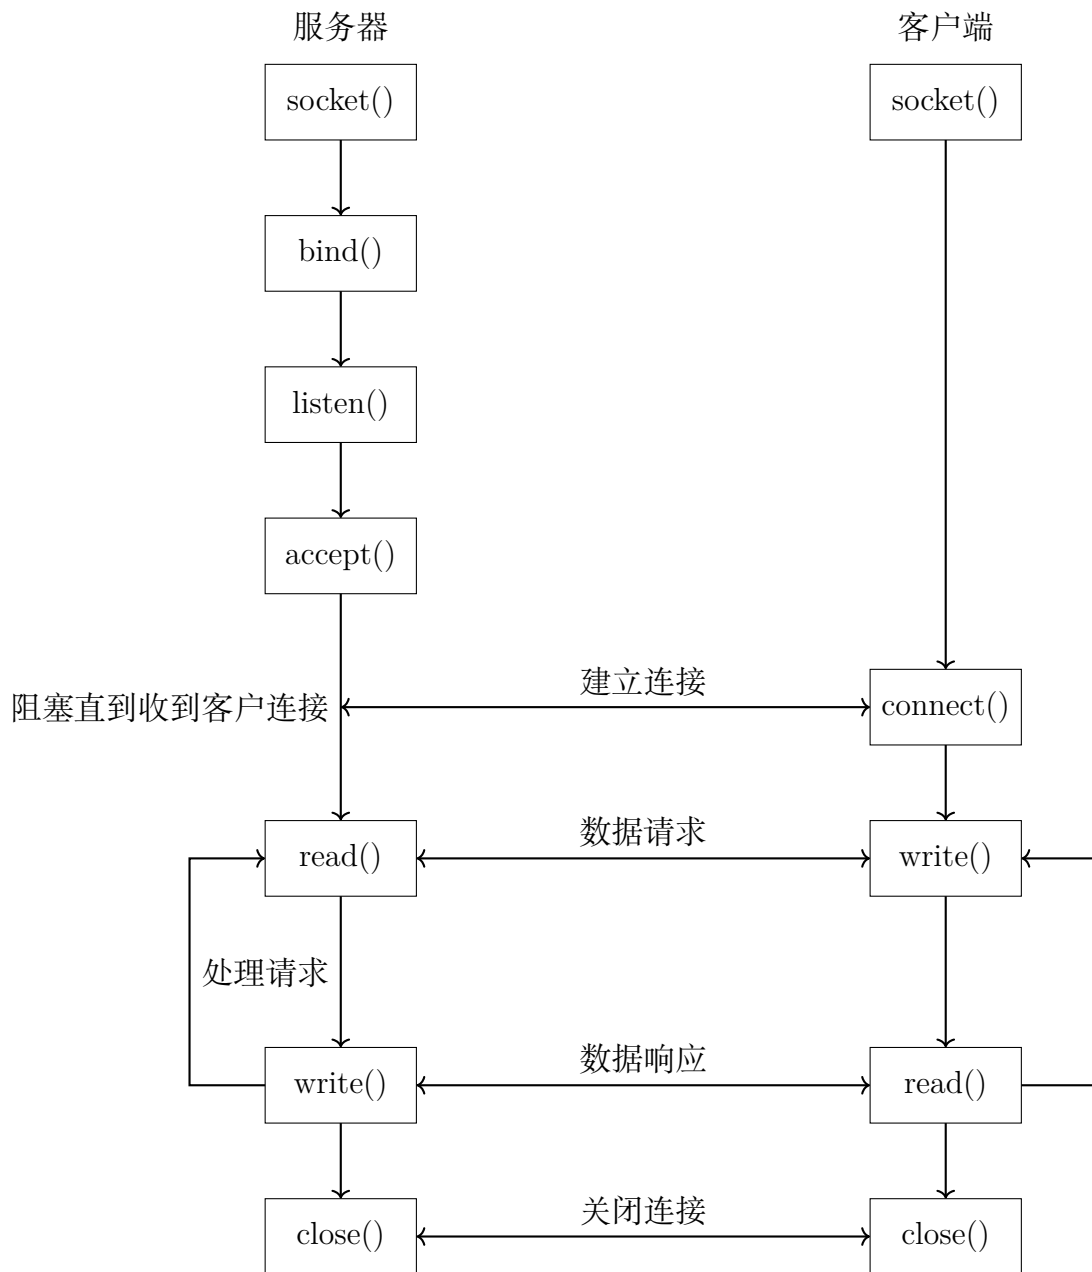 服务器
客户端
socket()
socket()
bind()
listen()
accept()
建立连接
阻塞直到收到客户连接
connect()
数据请求
read()
write()
处理请求
数据响应
write()
read()
关闭连接
close()
close()